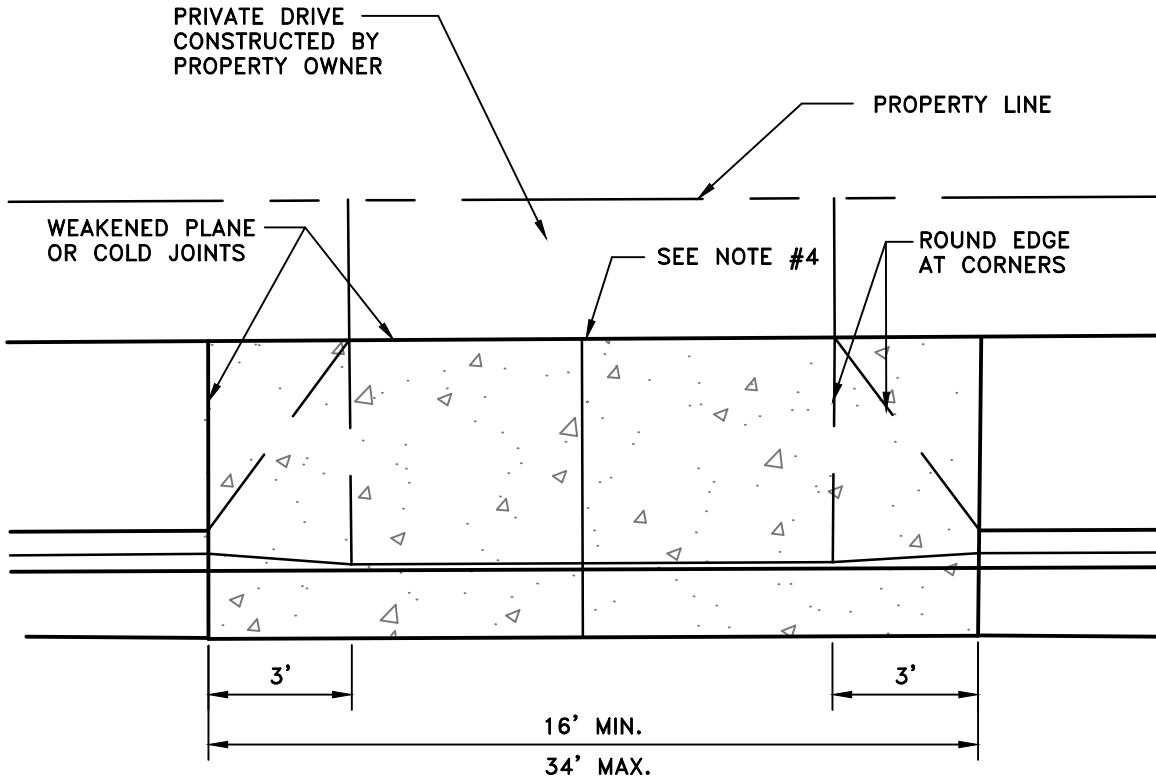 PRIVATE DRIVE
CONSTRUCTED BY
PROPERTY OWNER
PROPERTY LINE
WEAKENED PLANE
OR COLD JOINTS
SEE NOTE #4
ROUND EDGE
AT CORNERS
3'
3'
16' MIN.
34' MAX.